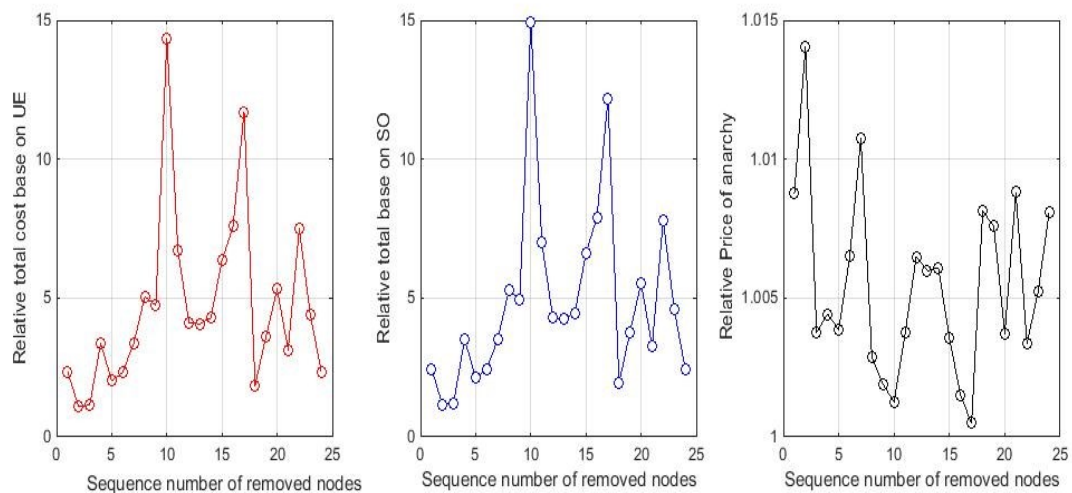 Relative total cost base on UE
15
10
5
0
0 5 10 15 20 25
Sequence number of removed nodes
Relative total base on SO
15
10
5
0
0 5 10 15 20 25
Sequence number of removed nodes
Relative Price of anarchy
1.015
1.01
1.005
1
0 5 10 15 20 25
Sequence number of removed nodes